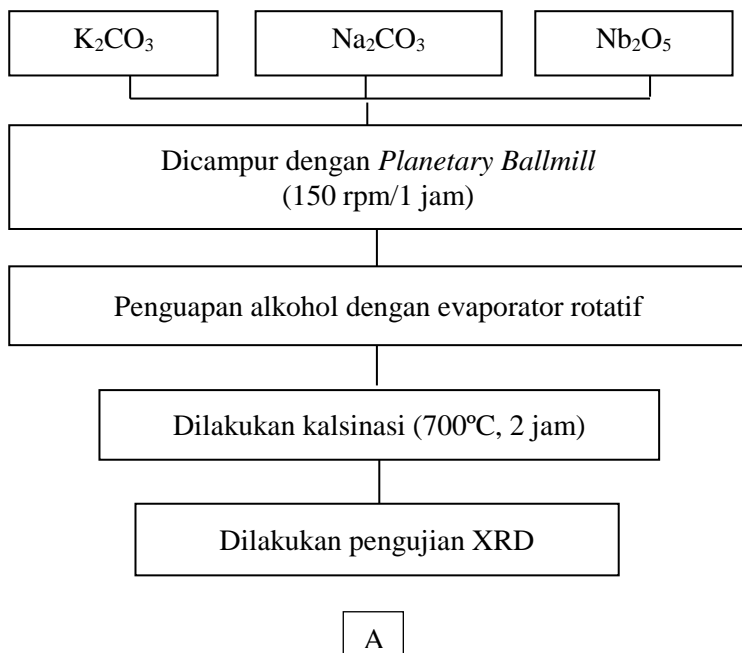 K₂CO₃
Na₂CO₃
Nb₂O₅
Dicampur dengan Planetary Ballmill
(150 rpm/1 jam)
Penguapan alkohol dengan evaporator rotatif
Dilakukan kalsinasi (700ºC, 2 jam)
Dilakukan pengujian XRD
A